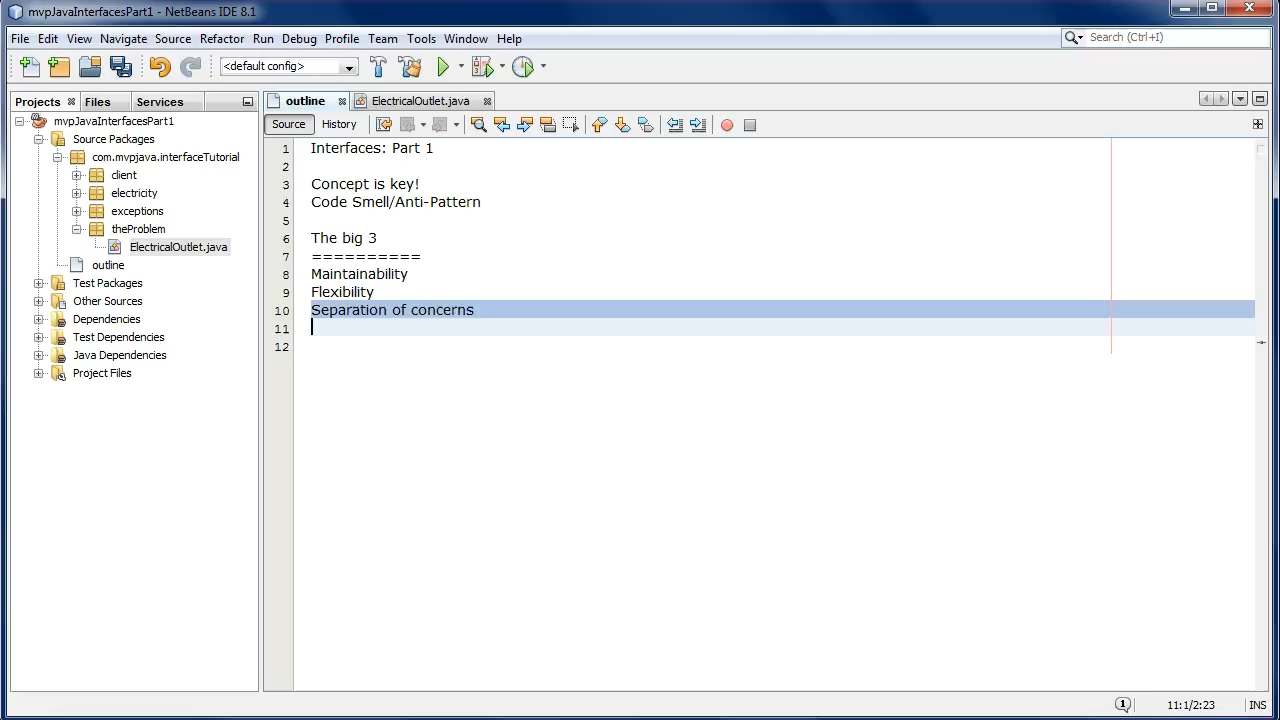 mvpJavaInterfacesPart1 - NetBeans IDE 8.1
File Edit View Navigate Source Refactor Run Debug Profile Team Tools Window Help
Search (Ctrl+I)
<default config>
Projects Files Services
outline ElectricalOutlet.java
Source History
mvpJavaInterfacesPart1
Source Packages
com.mvpjava.interfaceTutorial
client
electricity
exceptions
theProblem
ElectricalOutlet.java
outline
Test Packages
Other Sources
Dependencies
Test Dependencies
Java Dependencies
Project Files
1 Interfaces: Part 1
2
3 Concept is key!
4 Code Smell/Anti-Pattern
5
6 The big 3
7 ==========
8 Maintainability
9 Flexibility
10 Separation of concerns
11
12
1 11:1/2:23 INS